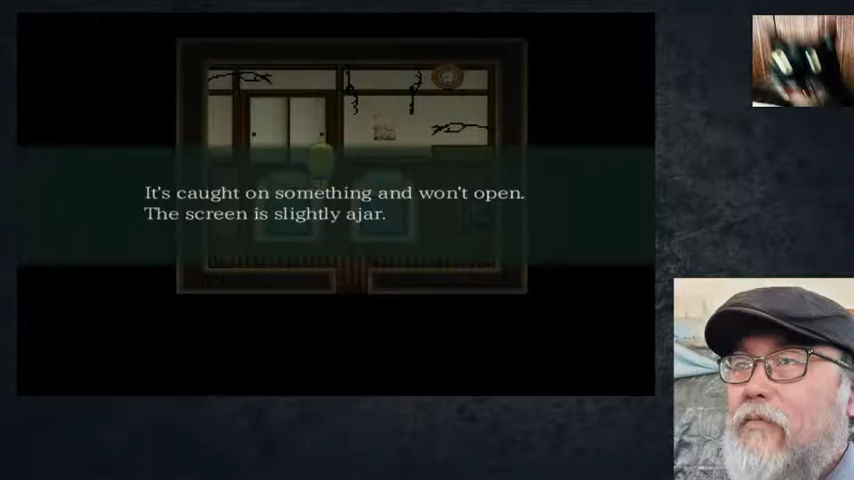 It's caught on something and won't open.
The screen is slightly ajar.